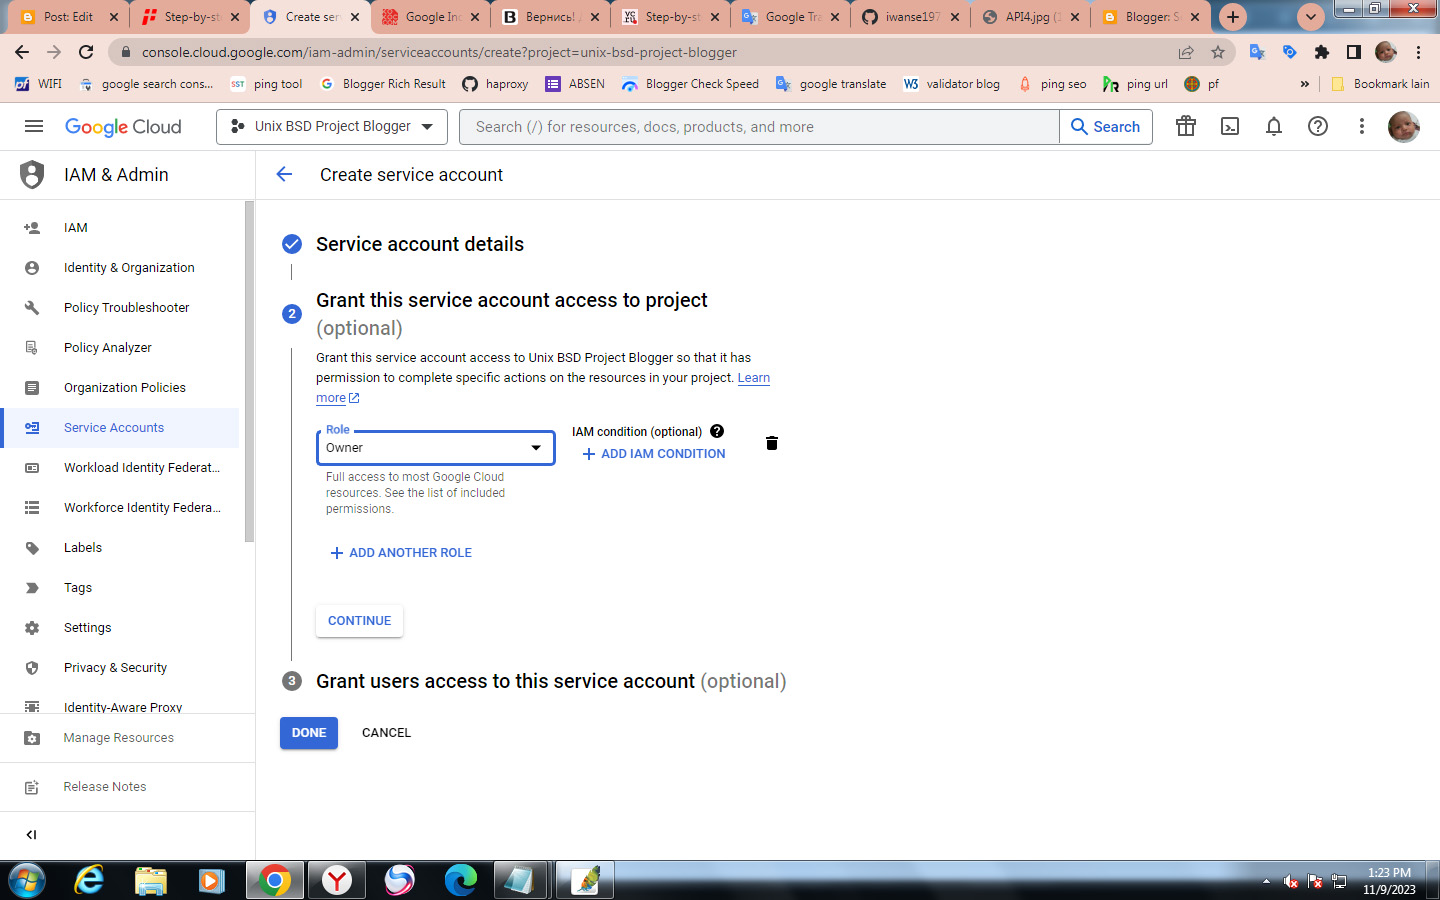 Post: Edit
Step-by-st
Create serv
Google Ind
Вернись! Д
Step-by-st
Google Tra
iwanse197
API4.jpg (1
Blogger: S
console.cloud.google.com/iam-admin/serviceaccounts/create?project=unix-bsd-project-blogger
WIFI
google search cons...
ping tool
Blogger Rich Result
haproxy
ABSEN
Blogger Check Speed
google translate
validator blog
ping seo
ping url
pf
»
Bookmark lain
Google Cloud
Unix BSD Project Blogger
Search (/) for resources, docs, products, and more
Search
IAM & Admin
Create service account
IAM
Identity & Organization
Policy Troubleshooter
Policy Analyzer
Organization Policies
Service Accounts
Workload Identity Federat...
Workforce Identity Federa...
Labels
Tags
Settings
Privacy & Security
Identity-Aware Proxy
Manage Resources
Release Notes
Service account details
2
Grant this service account access to project
(optional)
Grant this service account access to Unix BSD Project Blogger so that it has
permission to complete specific actions on the resources in your project. Learn
more
Role
Owner
IAM condition (optional)
ADD IAM CONDITION
Full access to most Google Cloud
resources. See the list of included
permissions.
ADD ANOTHER ROLE
CONTINUE
3
Grant users access to this service account (optional)
DONE
CANCEL
1:23 PM
11/9/2023